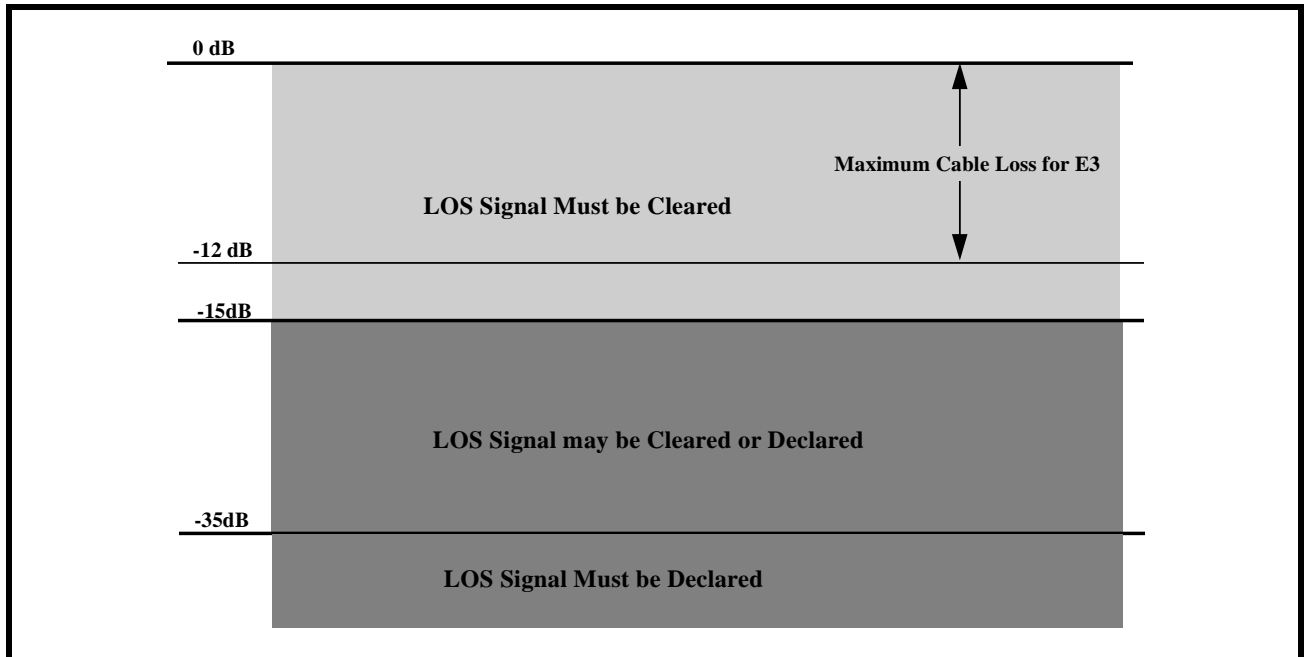 0 dB
Maximum Cable Loss for E3
LOS Signal Must be Cleared
-12 dB
-15dB
LOS Signal may be Cleared or Declared
-35dB
LOS Signal Must be Declared